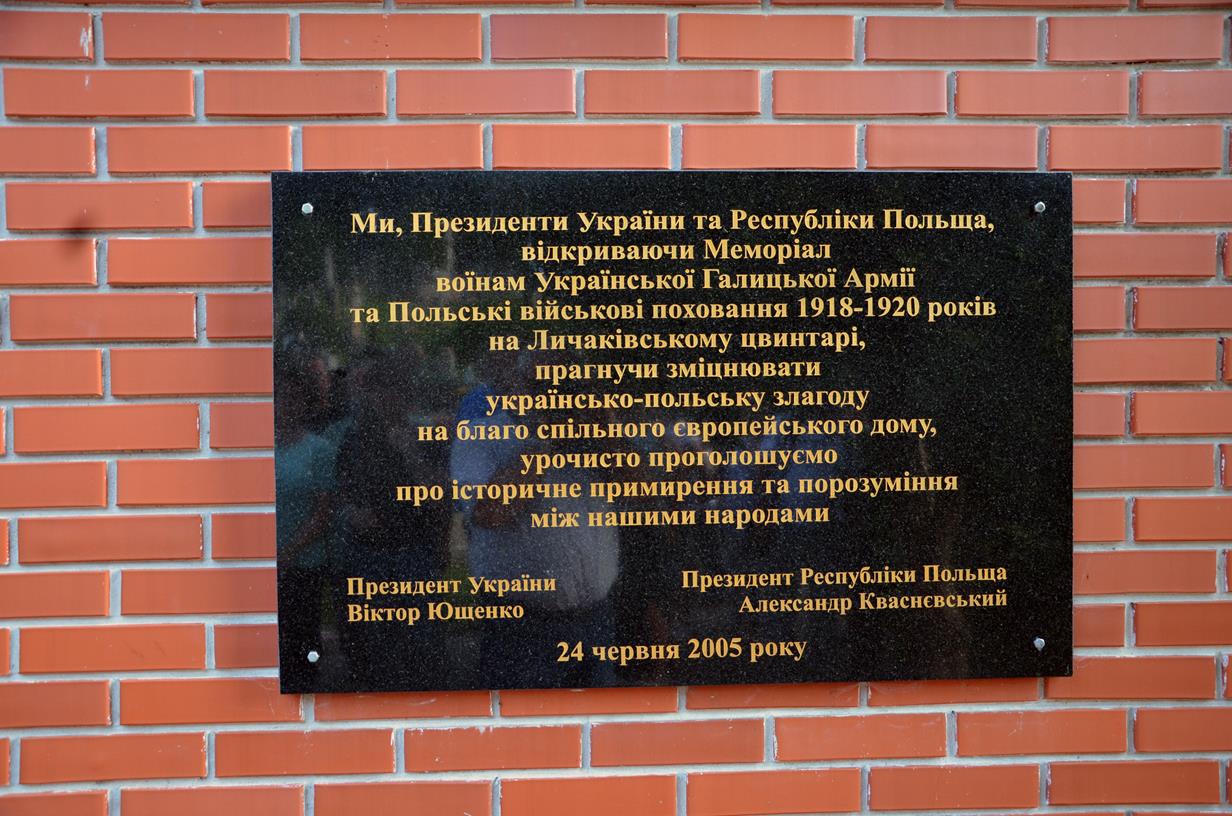 Ми, Президенти України та Республіки Польща,
відкриваючи Меморіал
воїнам Української Галицької Армії
та Польські військові поховання 1918-1920 років
на Личаківському цвинтарі,
прагнучи зміцнювати
українсько-польську злагоду
на благо спільного європейського дому,
урочисто проголошуємо
про історичне примирення та порозуміння
між нашими народами
Президент України
Віктор Ющенко
Президент Республіки Польща
Александр Кваснєвський
24 червня 2005 року